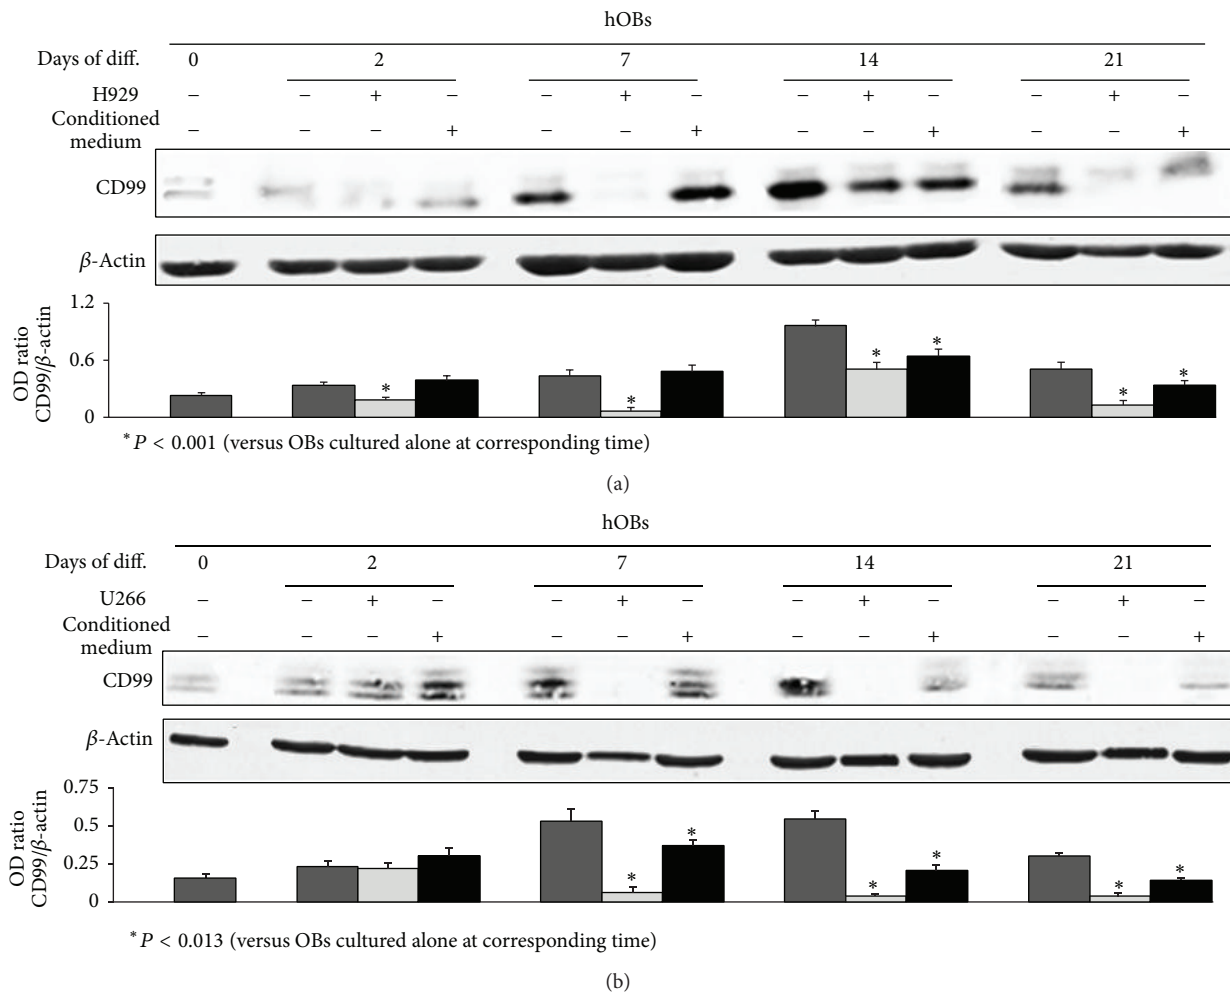 hOBs
Days of diff. 0 2 7 14 21
H929 − − + − − + − − + − − + −
Conditioned
medium − − − + − − + − − + − − +
CD99
β-Actin
1.2
0.6
0
OD ratio
CD99/β-actin
* * * * * *
*P < 0.001 (versus OBs cultured alone at corresponding time)
(a)
hOBs
Days of diff. 0 2 7 14 21
U266 − − + − − + − − + − − + −
Conditioned
medium − − − + − − + − − + − − +
CD99
β-Actin
0.75
0.5
0.25
0
OD ratio
CD99/β-actin
* * * * * *
*P < 0.013 (versus OBs cultured alone at corresponding time)
(b)